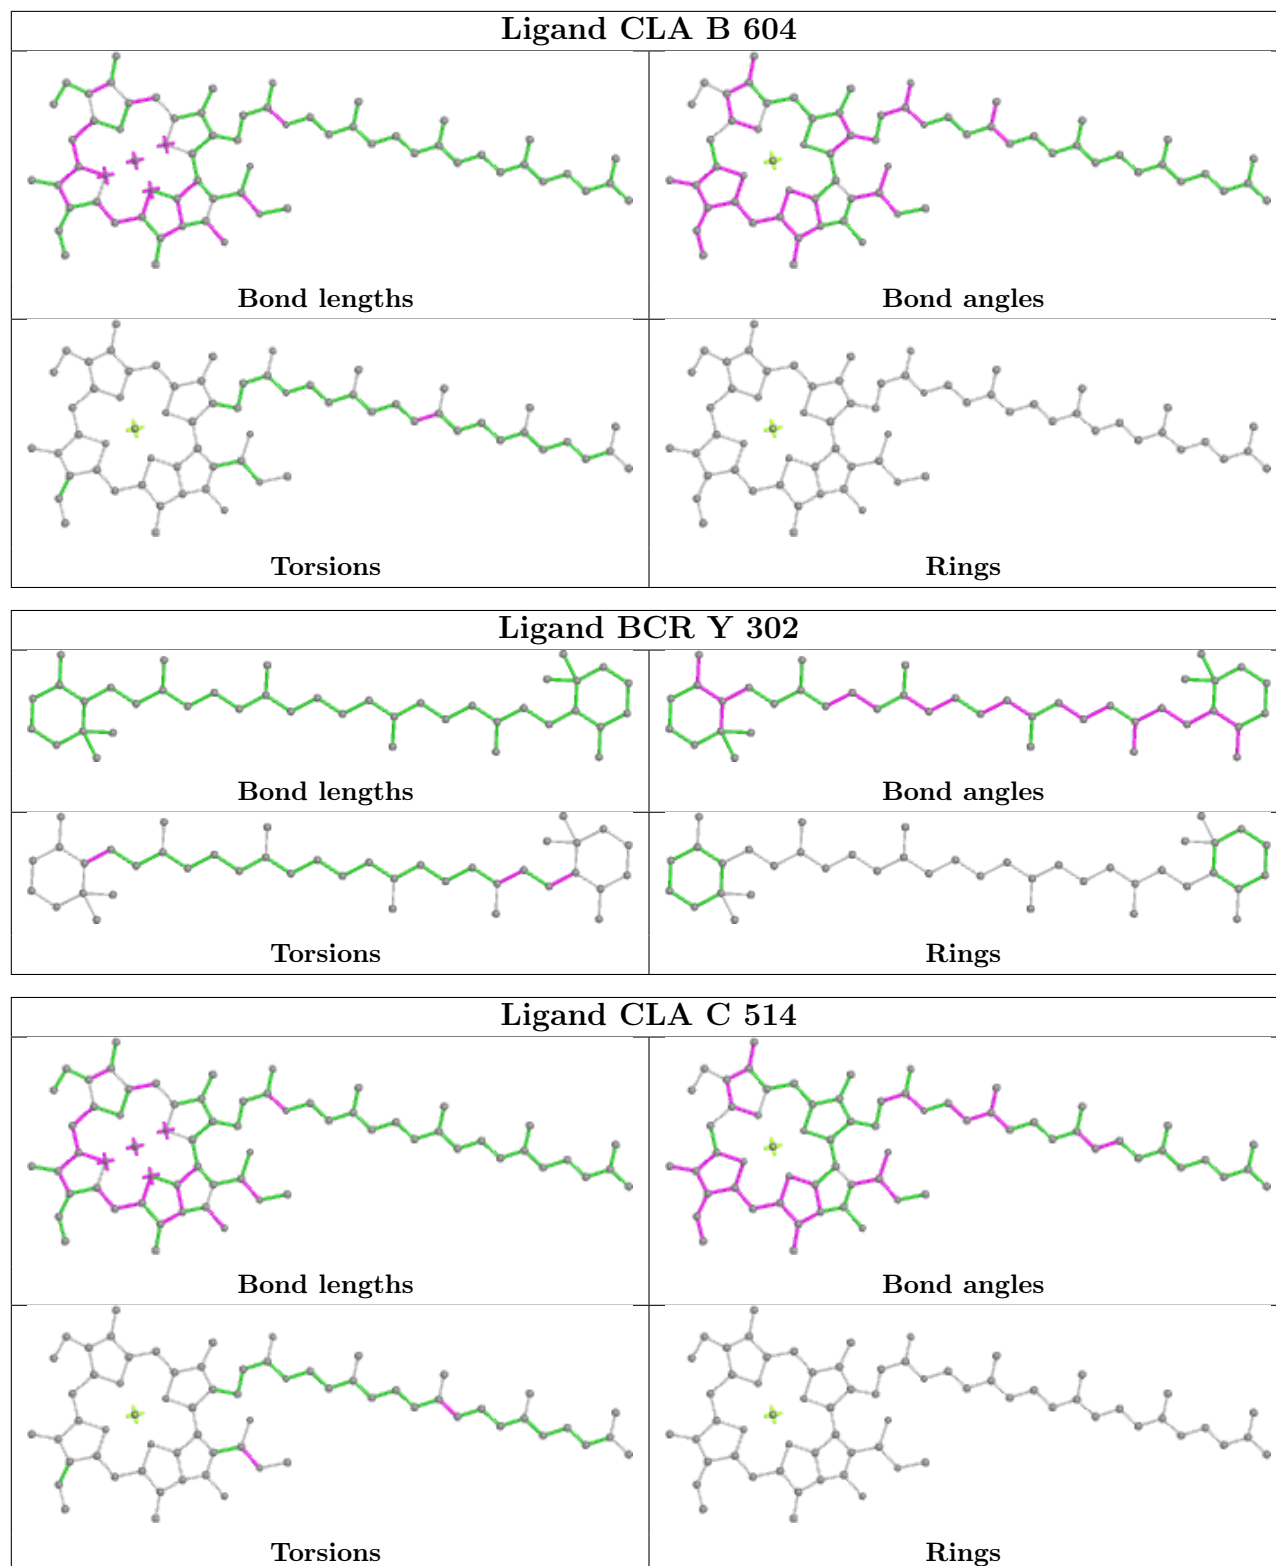 Ligand CLA B 604
Bond lengths
Bond angles
Torsions
Rings
Ligand BCR Y 302
Bond lengths
Bond angles
Torsions
Rings
Ligand CLA C 514
Bond lengths
Bond angles
Torsions
Rings